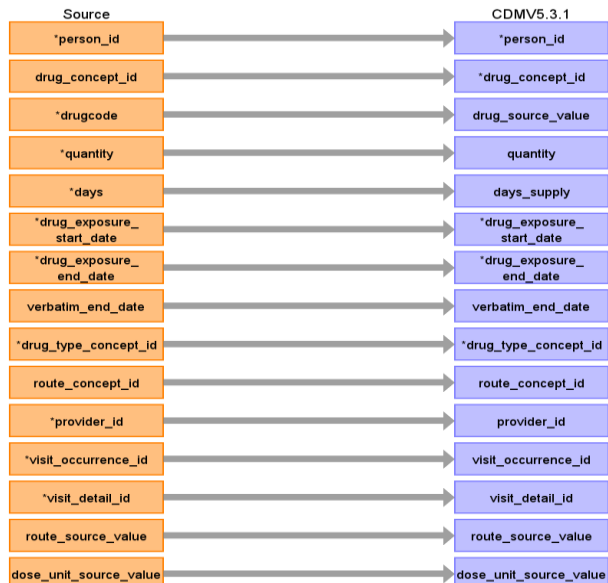 Source CDMV5.3.1
*person_id *person_id
drug_concept_id *drug_concept_id
*drugcode drug_source_value
*quantity quantity
*days days_supply
*drug_exposure_ *drug_exposure_
start_date start_date
*drug_exposure_ *drug_exposure_
end_date end_date
verbatim_end_date verbatim_end_date
*drug_type_concept_id *drug_type_concept_id
route_concept_id route_concept_id
*provider_id provider_id
*visit_occurrence_id visit_occurrence_id
*visit_detail_id visit_detail_id
route_source_value route_source_value
dose_unit_source_value dose_unit_source_value